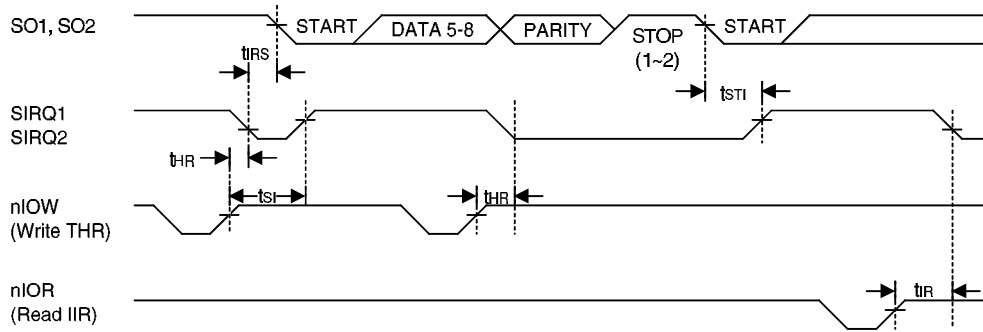 SO1, SO2
START
DATA 5-8
PARITY
STOP
(1~2)
START
tIRS
tSTI
SIRQ1
SIRQ2
tHR
tSI
tHR
nIOW
(Write THR)
nIOR
(Read IIR)
tIR